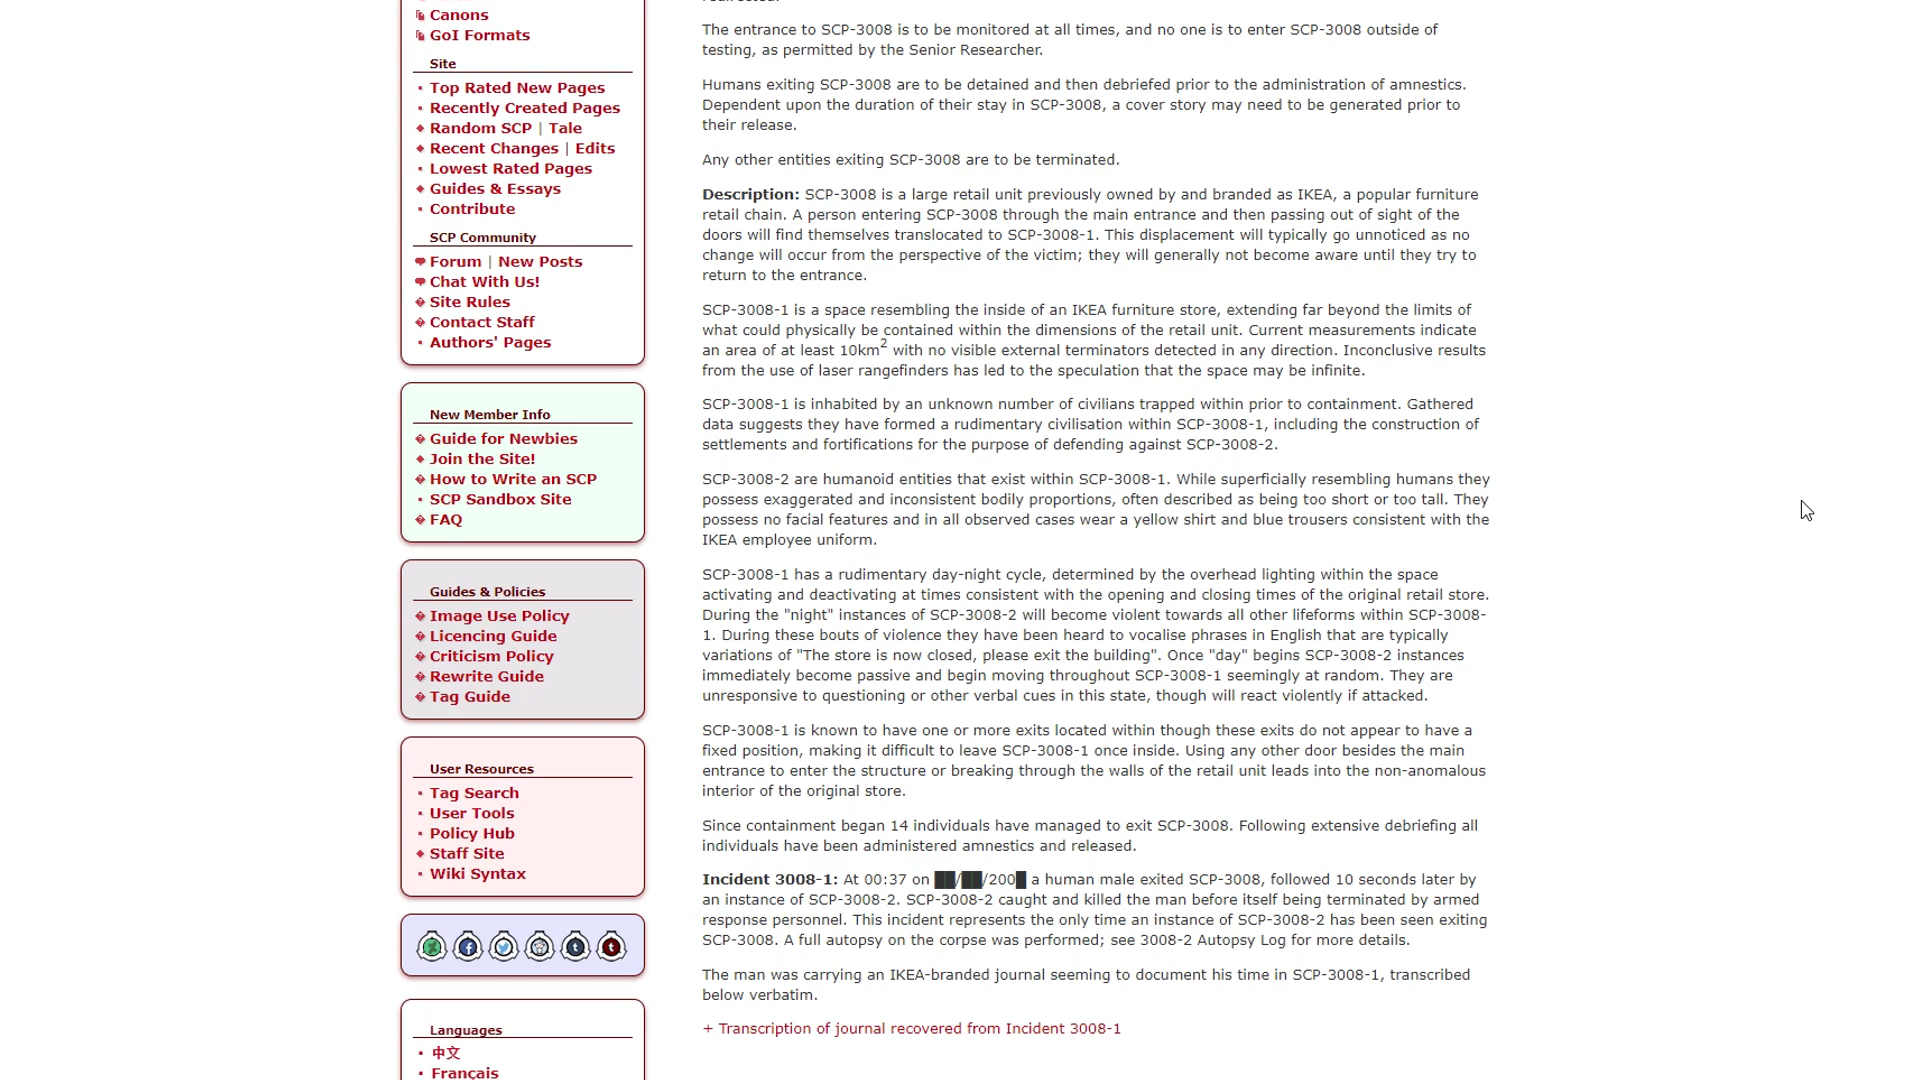 Canons
GoI Formats
Site
Top Rated New Pages
Recently Created Pages
Random SCP | Tale
Recent Changes | Edits
Lowest Rated Pages
Guides & Essays
Contribute
SCP Community
Forum | New Posts
Chat With Us!
Site Rules
Contact Staff
Authors' Pages
New Member Info
Guide for Newbies
Join the Site!
How to Write an SCP
SCP Sandbox Site
FAQ
Guides & Policies
Image Use Policy
Licencing Guide
Criticism Policy
Rewrite Guide
Tag Guide
User Resources
Tag Search
User Tools
Policy Hub
Staff Site
Wiki Syntax
Languages
中文
Français
The entrance to SCP-3008 is to be monitored at all times, and no one is to enter SCP-3008 outside of
testing, as permitted by the Senior Researcher.
Humans exiting SCP-3008 are to be detained and then debriefed prior to the administration of amnestics.
Dependent upon the duration of their stay in SCP-3008, a cover story may need to be generated prior to
their release.
Any other entities exiting SCP-3008 are to be terminated.
Description: SCP-3008 is a large retail unit previously owned by and branded as IKEA, a popular furniture
retail chain. A person entering SCP-3008 through the main entrance and then passing out of sight of the
doors will find themselves translocated to SCP-3008-1. This displacement will typically go unnoticed as no
change will occur from the perspective of the victim; they will generally not become aware until they try to
return to the entrance.
SCP-3008-1 is a space resembling the inside of an IKEA furniture store, extending far beyond the limits of
what could physically be contained within the dimensions of the retail unit. Current measurements indicate
an area of at least 10km² with no visible external terminators detected in any direction. Inconclusive results
from the use of laser rangefinders has led to the speculation that the space may be infinite.
SCP-3008-1 is inhabited by an unknown number of civilians trapped within prior to containment. Gathered
data suggests they have formed a rudimentary civilisation within SCP-3008-1, including the construction of
settlements and fortifications for the purpose of defending against SCP-3008-2.
SCP-3008-2 are humanoid entities that exist within SCP-3008-1. While superficially resembling humans they
possess exaggerated and inconsistent bodily proportions, often described as being too short or too tall. They
possess no facial features and in all observed cases wear a yellow shirt and blue trousers consistent with the
IKEA employee uniform.
SCP-3008-1 has a rudimentary day-night cycle, determined by the overhead lighting within the space
activating and deactivating at times consistent with the opening and closing times of the original retail store.
During the "night" instances of SCP-3008-2 will become violent towards all other lifeforms within SCP-3008-
1. During these bouts of violence they have been heard to vocalise phrases in English that are typically
variations of "The store is now closed, please exit the building". Once "day" begins SCP-3008-2 instances
immediately become passive and begin moving throughout SCP-3008-1 seemingly at random. They are
unresponsive to questioning or other verbal cues in this state, though will react violently if attacked.
SCP-3008-1 is known to have one or more exits located within though these exits do not appear to have a
fixed position, making it difficult to leave SCP-3008-1 once inside. Using any other door besides the main
entrance to enter the structure or breaking through the walls of the retail unit leads into the non-anomalous
interior of the original store.
Since containment began 14 individuals have managed to exit SCP-3008. Following extensive debriefing all
individuals have been administered amnestics and released.
Incident 3008-1: At 00:37 on ██/██/200█ a human male exited SCP-3008, followed 10 seconds later by
an instance of SCP-3008-2. SCP-3008-2 caught and killed the man before itself being terminated by armed
response personnel. This incident represents the only time an instance of SCP-3008-2 has been seen exiting
SCP-3008. A full autopsy on the corpse was performed; see 3008-2 Autopsy Log for more details.
The man was carrying an IKEA-branded journal seeming to document his time in SCP-3008-1, transcribed
below verbatim.
+ Transcription of journal recovered from Incident 3008-1